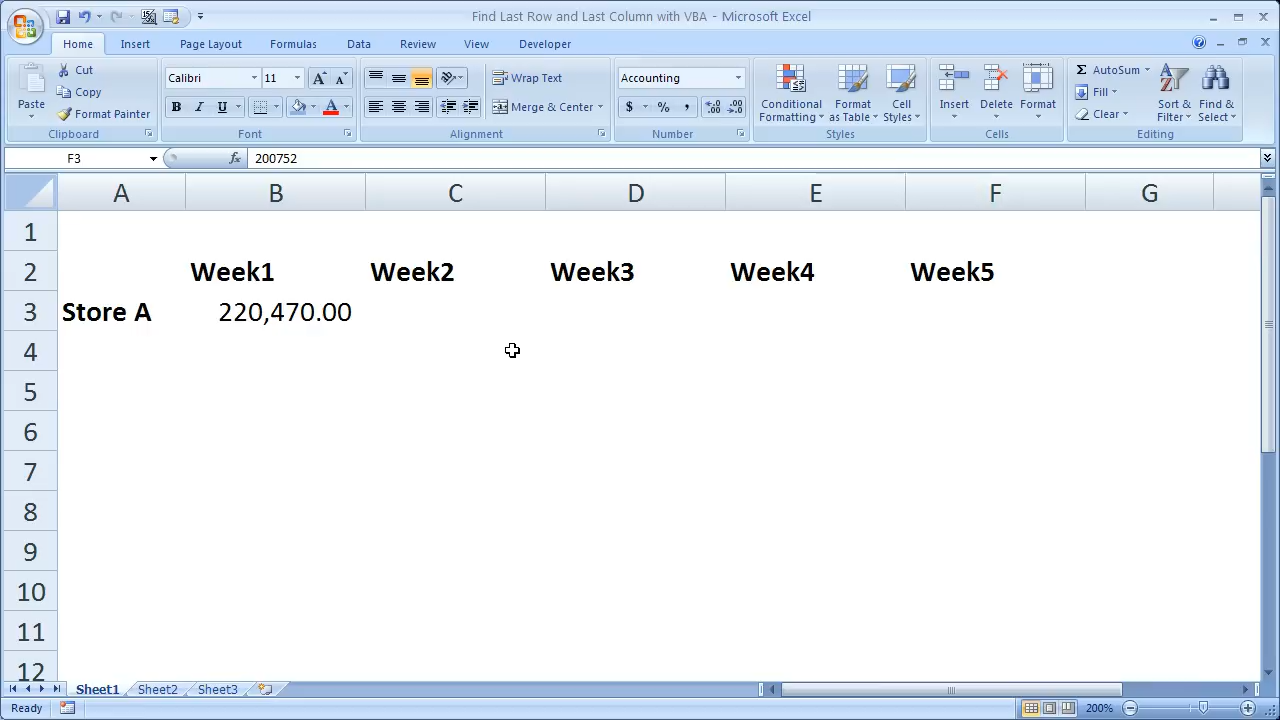 Find Last Row and Last Column with VBA - Microsoft Excel
Home Insert Page Layout Formulas Data Review View Developer
Paste
Cut
Copy
Format Painter
Clipboard
Calibri 11
B I U
Font
Wrap Text
Merge & Center
Alignment
Accounting
$ % ,
Number
Conditional Formatting
Format as Table
Cell Styles
Styles
Insert Delete Format
Cells
Σ AutoSum
Fill
Clear
Sort & Filter
Find & Select
Editing
F3 fx 200752
A B C D E F G
1
2 Week1 Week2 Week3 Week4 Week5
3 Store A 220,470.00
4
5
6
7
8
9
10
11
12
Sheet1 Sheet2 Sheet3
Ready 200%